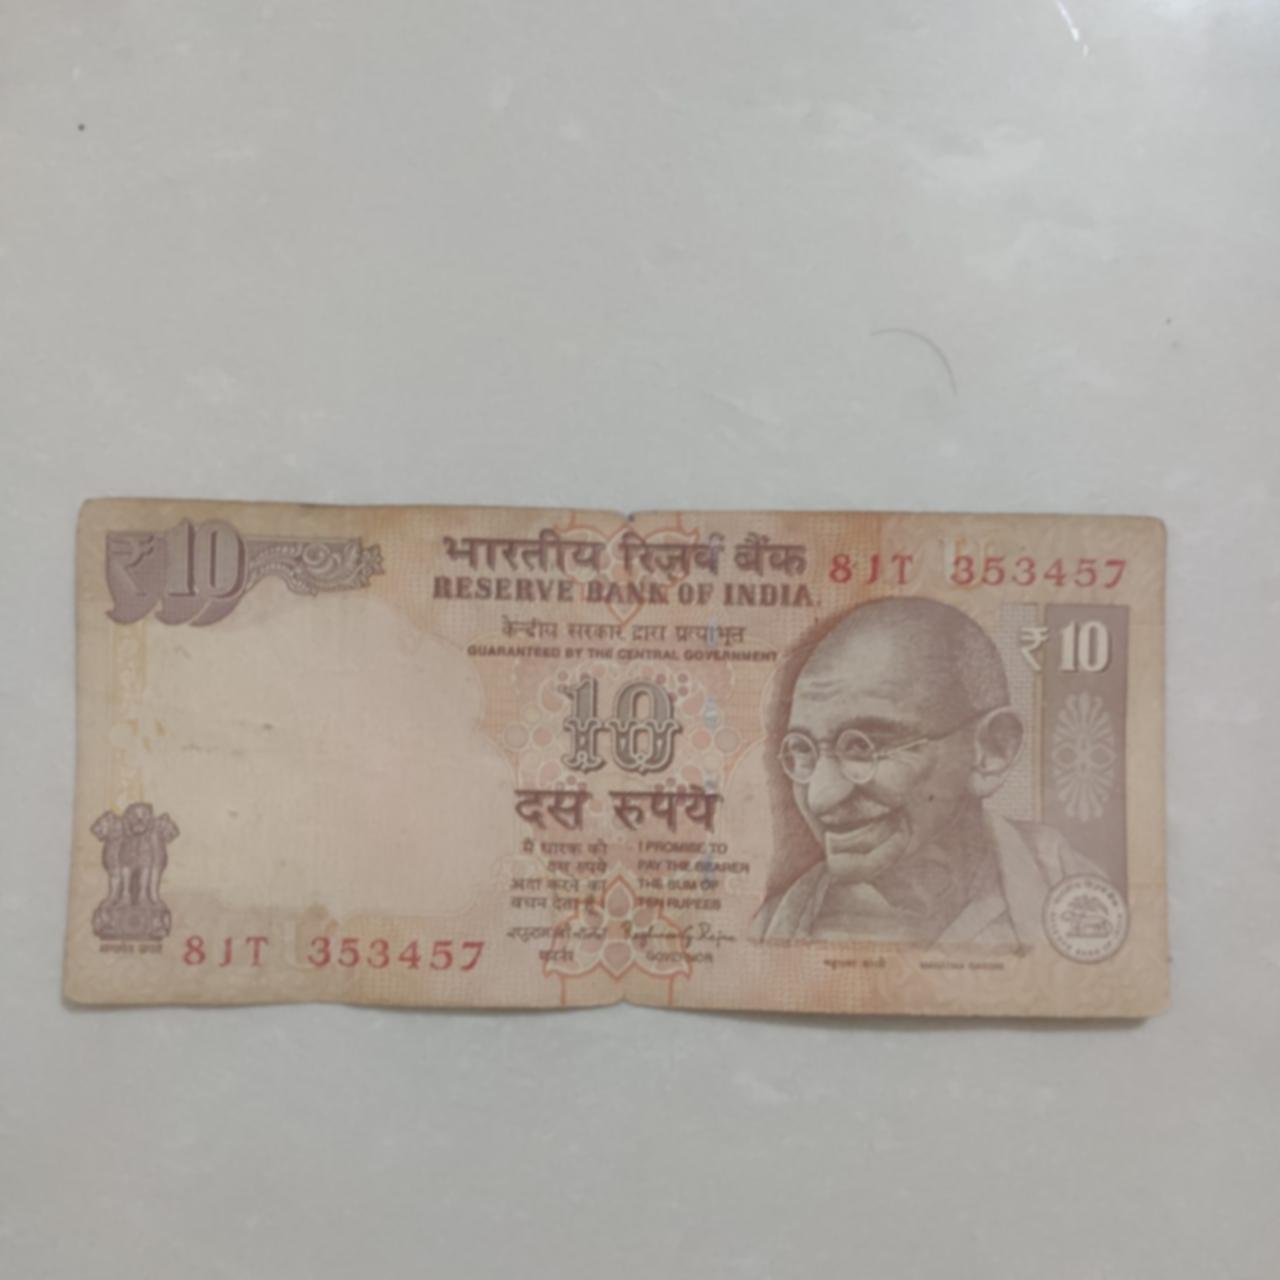 ₹10
भारतीय रिज़र्व बैंक
RESERVE BANK OF INDIA
8JT 353457
केन्द्रीय सरकार द्वारा प्रत्याभूत
GUARANTEED BY THE CENTRAL GOVERNMENT
₹10
10
दस रुपये
मैं धारक को
दस रुपये
अदा करने का
वचन देता हूँ।
I PROMISE TO
PAY THE BEARER
THE SUM OF
TEN RUPEES
Raghuram G Rajan
गवर्नर
GOVERNOR
8JT 353457
सत्यमेव जयते
महात्मा गांधी
MAHATMA GANDHI